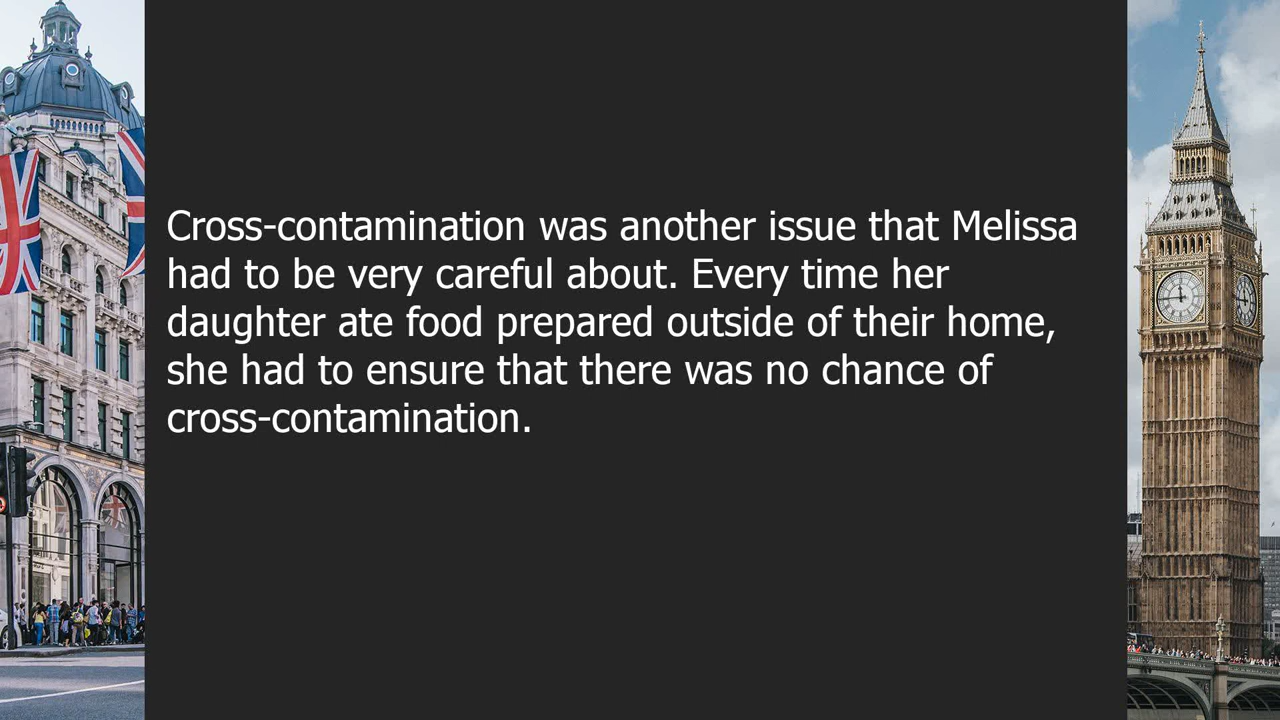 Cross-contamination was another issue that Melissa
had to be very careful about. Every time her
daughter ate food prepared outside of their home,
she had to ensure that there was no chance of
cross-contamination.